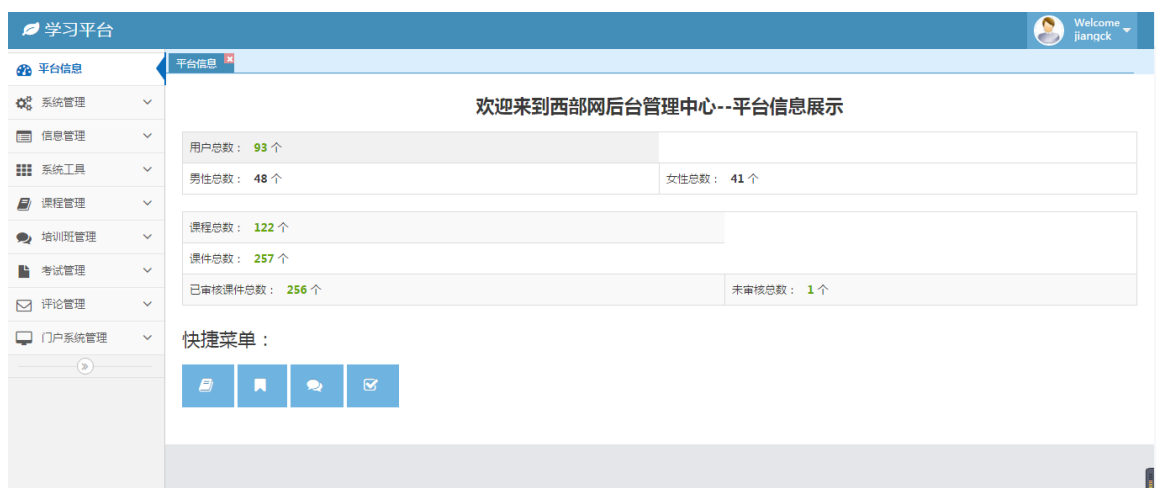 学习平台
Welcome
jiangck
平台信息
系统管理
信息管理
系统工具
课程管理
培训班管理
考试管理
评论管理
门户系统管理
平台信息
欢迎来到西部网后台管理中心--平台信息展示
用户总数： 93 个
男性总数： 48 个 女性总数： 41 个
课程总数： 122 个
课件总数： 257 个
已审核课件总数： 256 个 未审核总数： 1 个
快捷菜单：